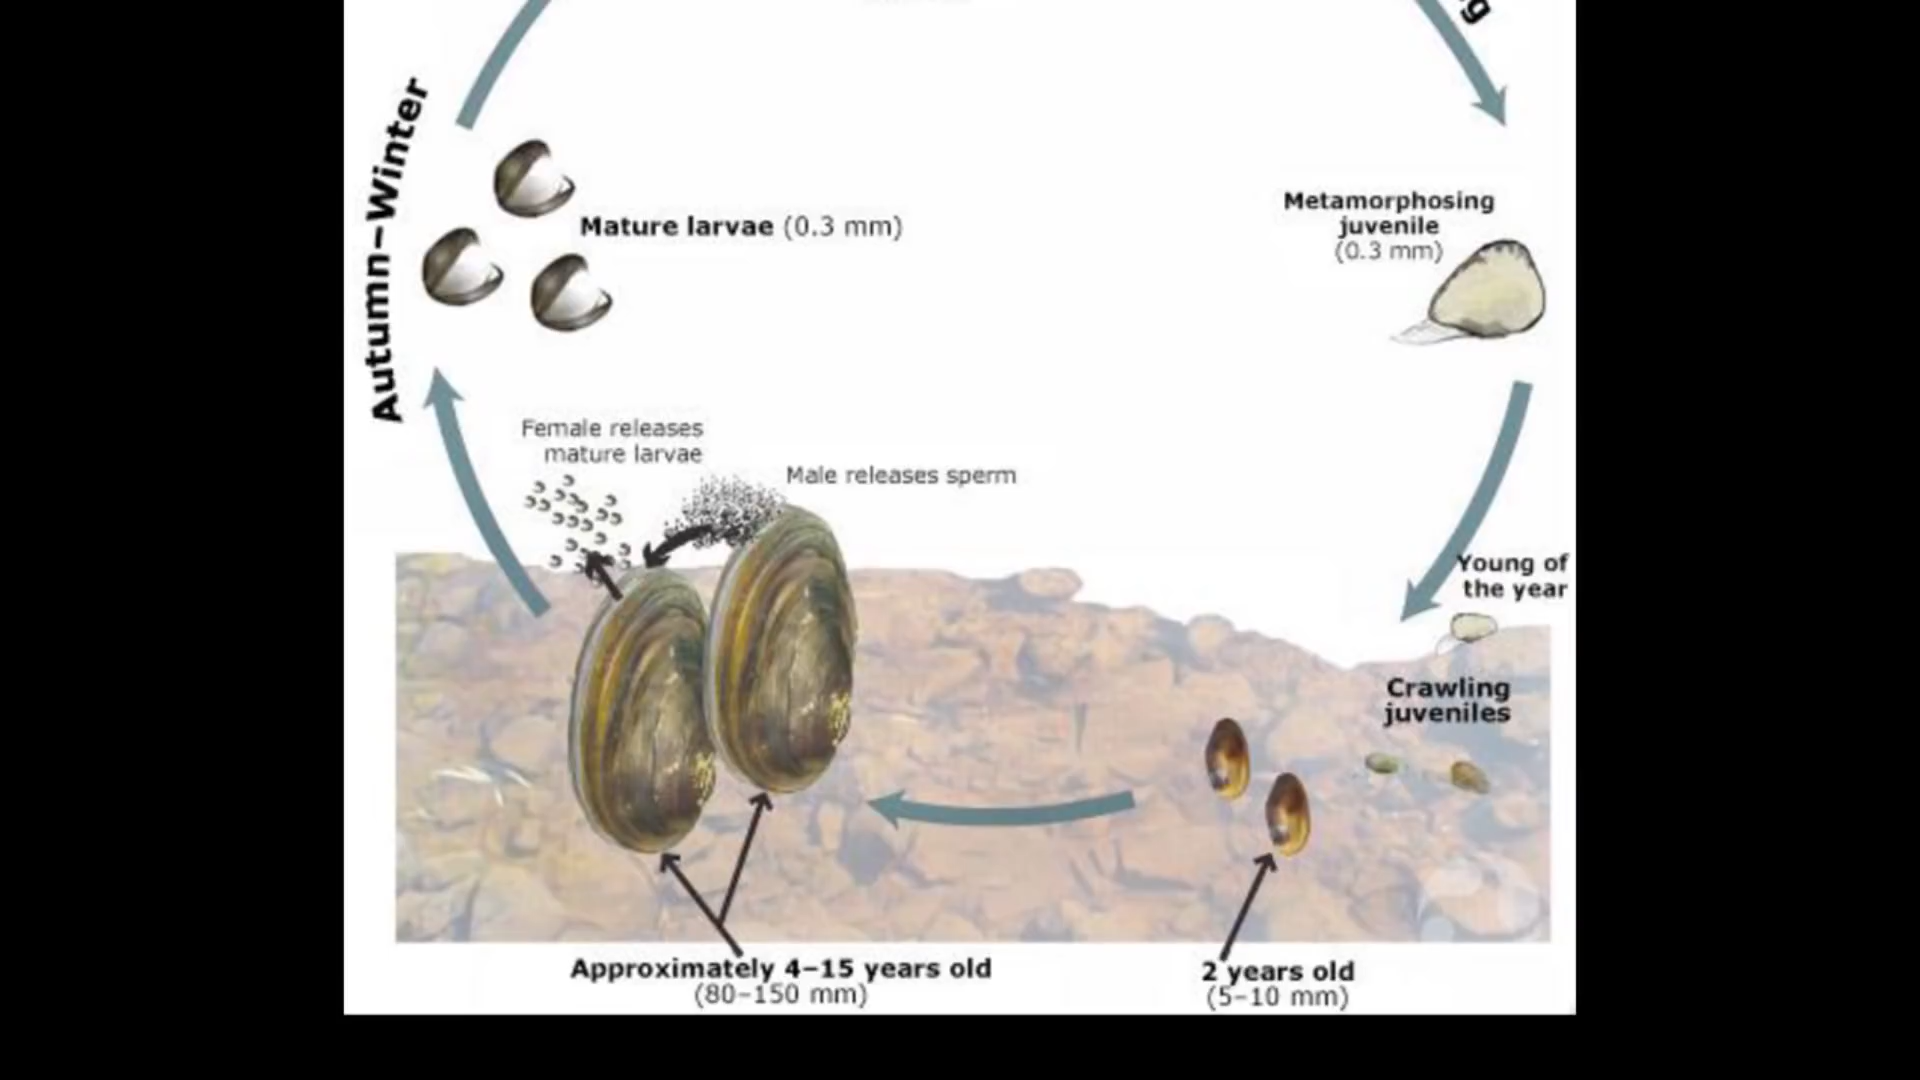 Autumn–Winter
Mature larvae (0.3 mm)
Metamorphosing
juvenile
(0.3 mm)
Female releases
mature larvae
Male releases sperm
Young of
the year
Crawling
juveniles
Approximately 4–15 years old
(80–150 mm)
2 years old
(5–10 mm)